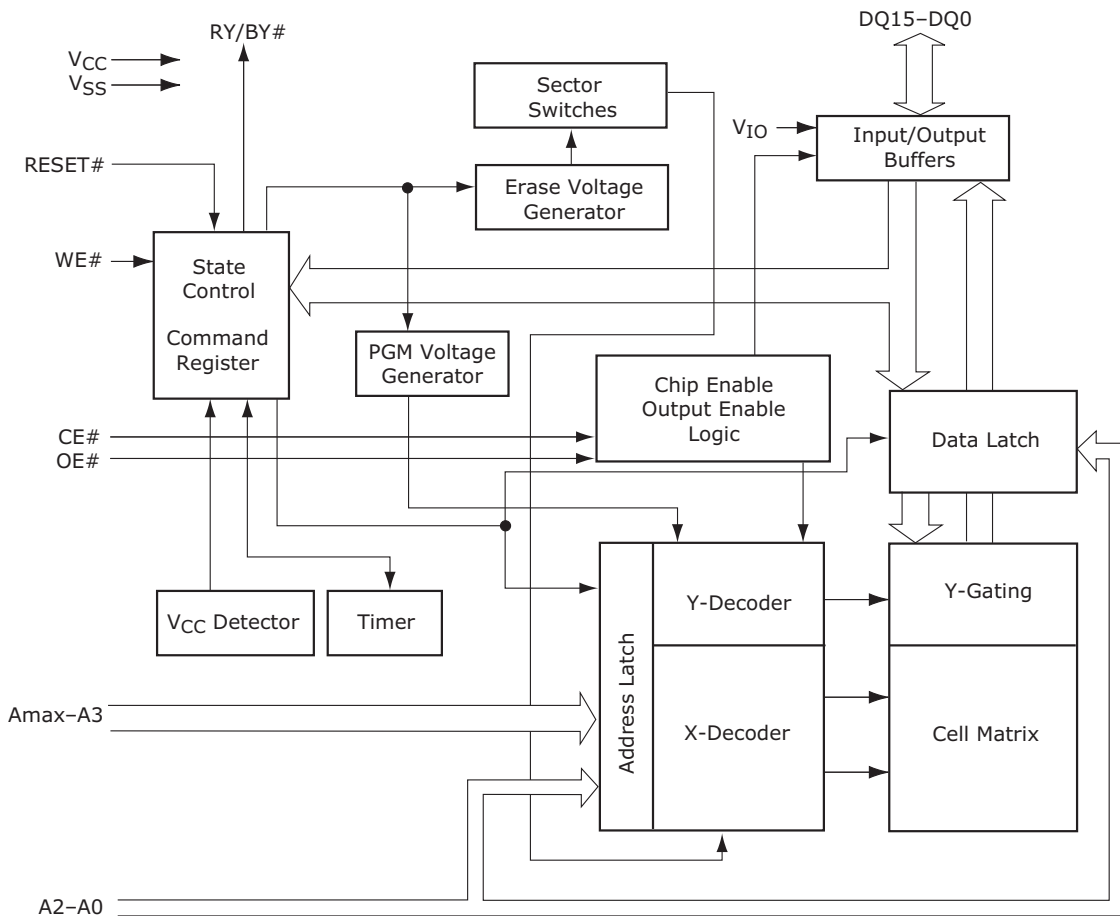 RY/BY#
DQ15–DQ0
VCC
VSS
Sector
Switches
VIO
Input/Output
Buffers
RESET#
Erase Voltage
Generator
WE#
State
Control
Command
Register
PGM Voltage
Generator
Chip Enable
Output Enable
Logic
CE#
OE#
Data Latch
VCC Detector
Timer
Y-Decoder
Y-Gating
Address Latch
Amax–A3
X-Decoder
Cell Matrix
A2–A0